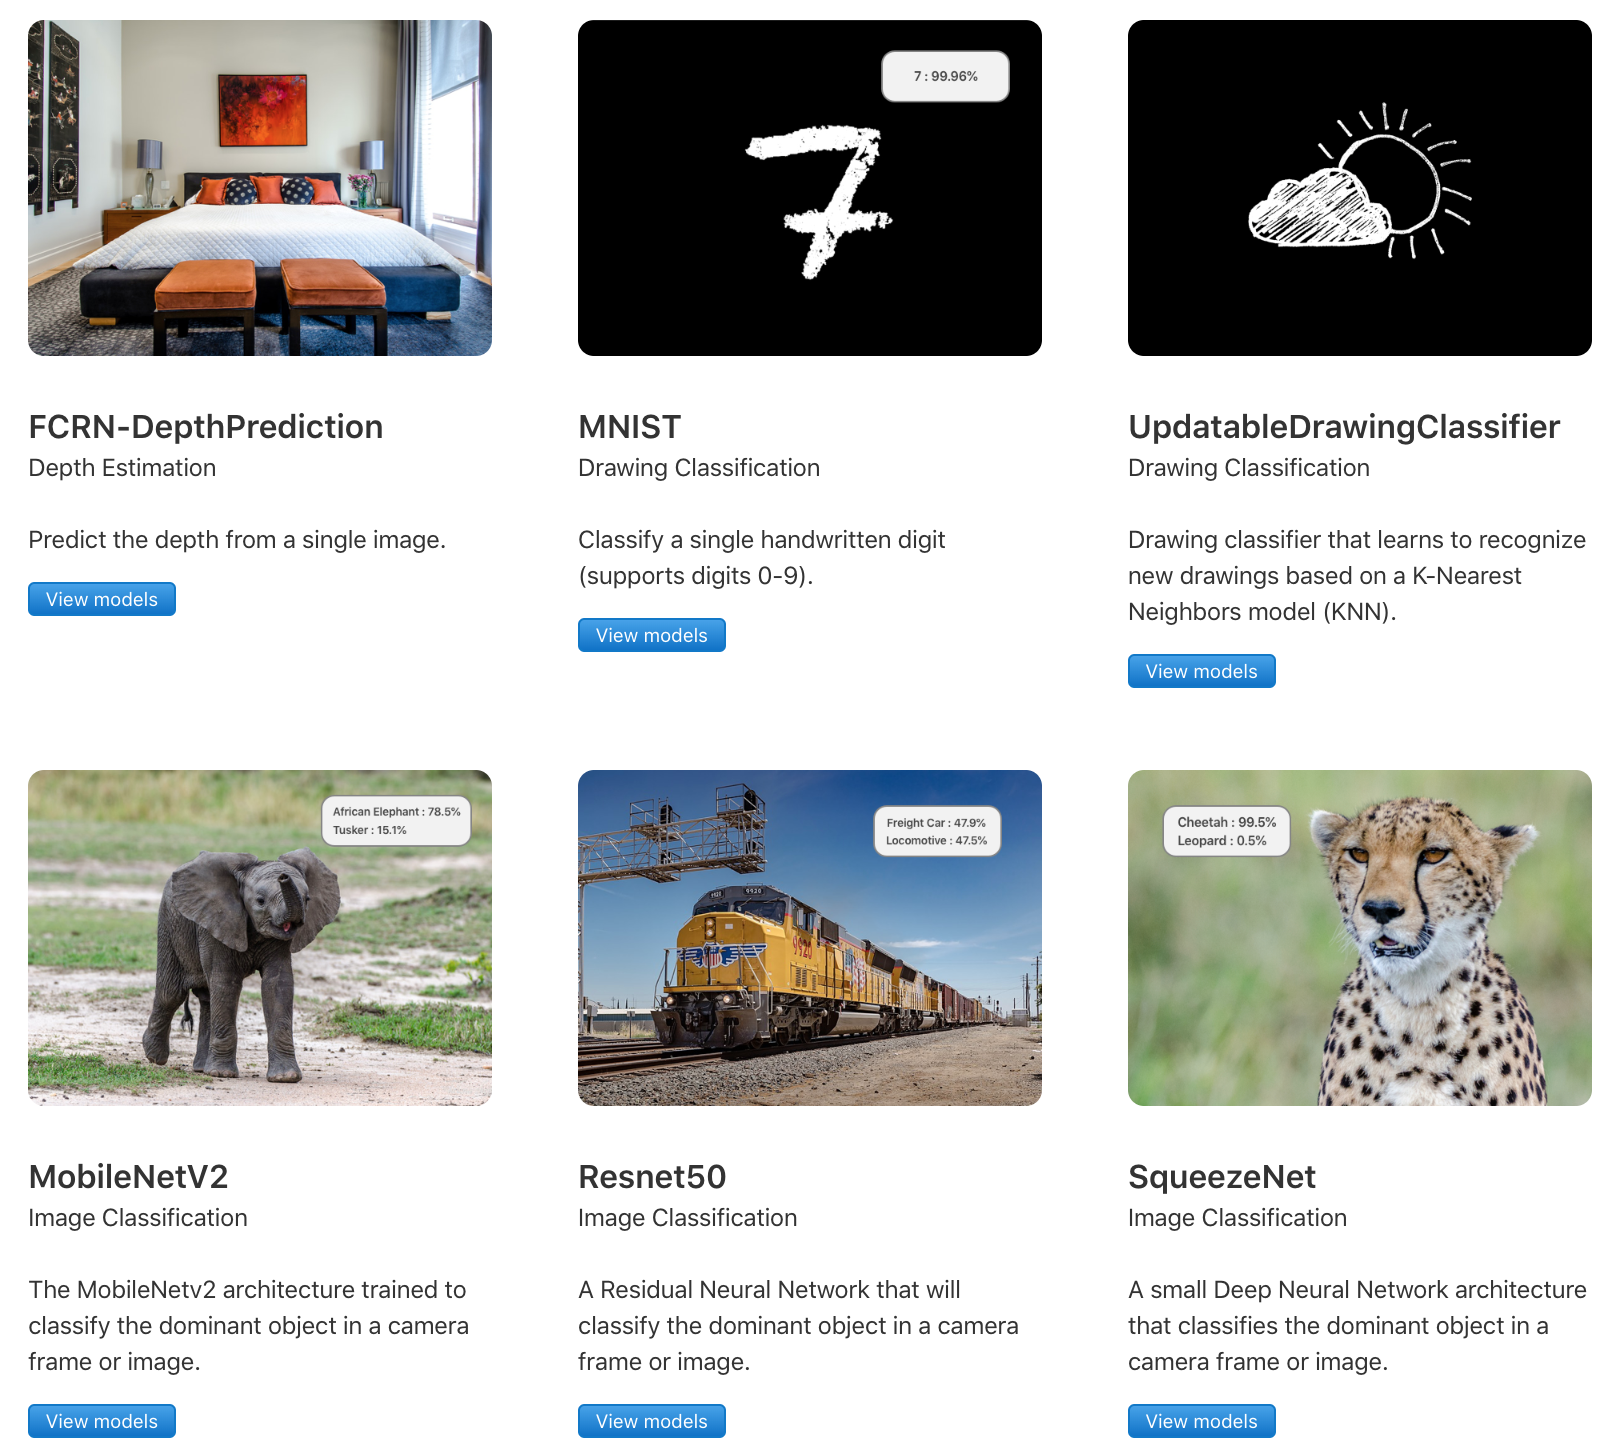 7 : 99.96%
FCRN-DepthPrediction
Depth Estimation
Predict the depth from a single image.
View models
MNIST
Drawing Classification
Classify a single handwritten digit
(supports digits 0-9).
View models
UpdatableDrawingClassifier
Drawing Classification
Drawing classifier that learns to recognize
new drawings based on a K-Nearest
Neighbors model (KNN).
View models
African Elephant : 78.5%
Tusker : 15.1%
MobileNetV2
Image Classification
The MobileNetv2 architecture trained to
classify the dominant object in a camera
frame or image.
View models
Freight Car : 47.9%
Locomotive : 47.5%
9920
9920
9920
Resnet50
Image Classification
A Residual Neural Network that will
classify the dominant object in a camera
frame or image.
View models
Cheetah : 99.5%
Leopard : 0.5%
SqueezeNet
Image Classification
A small Deep Neural Network architecture
that classifies the dominant object in a
camera frame or image.
View models